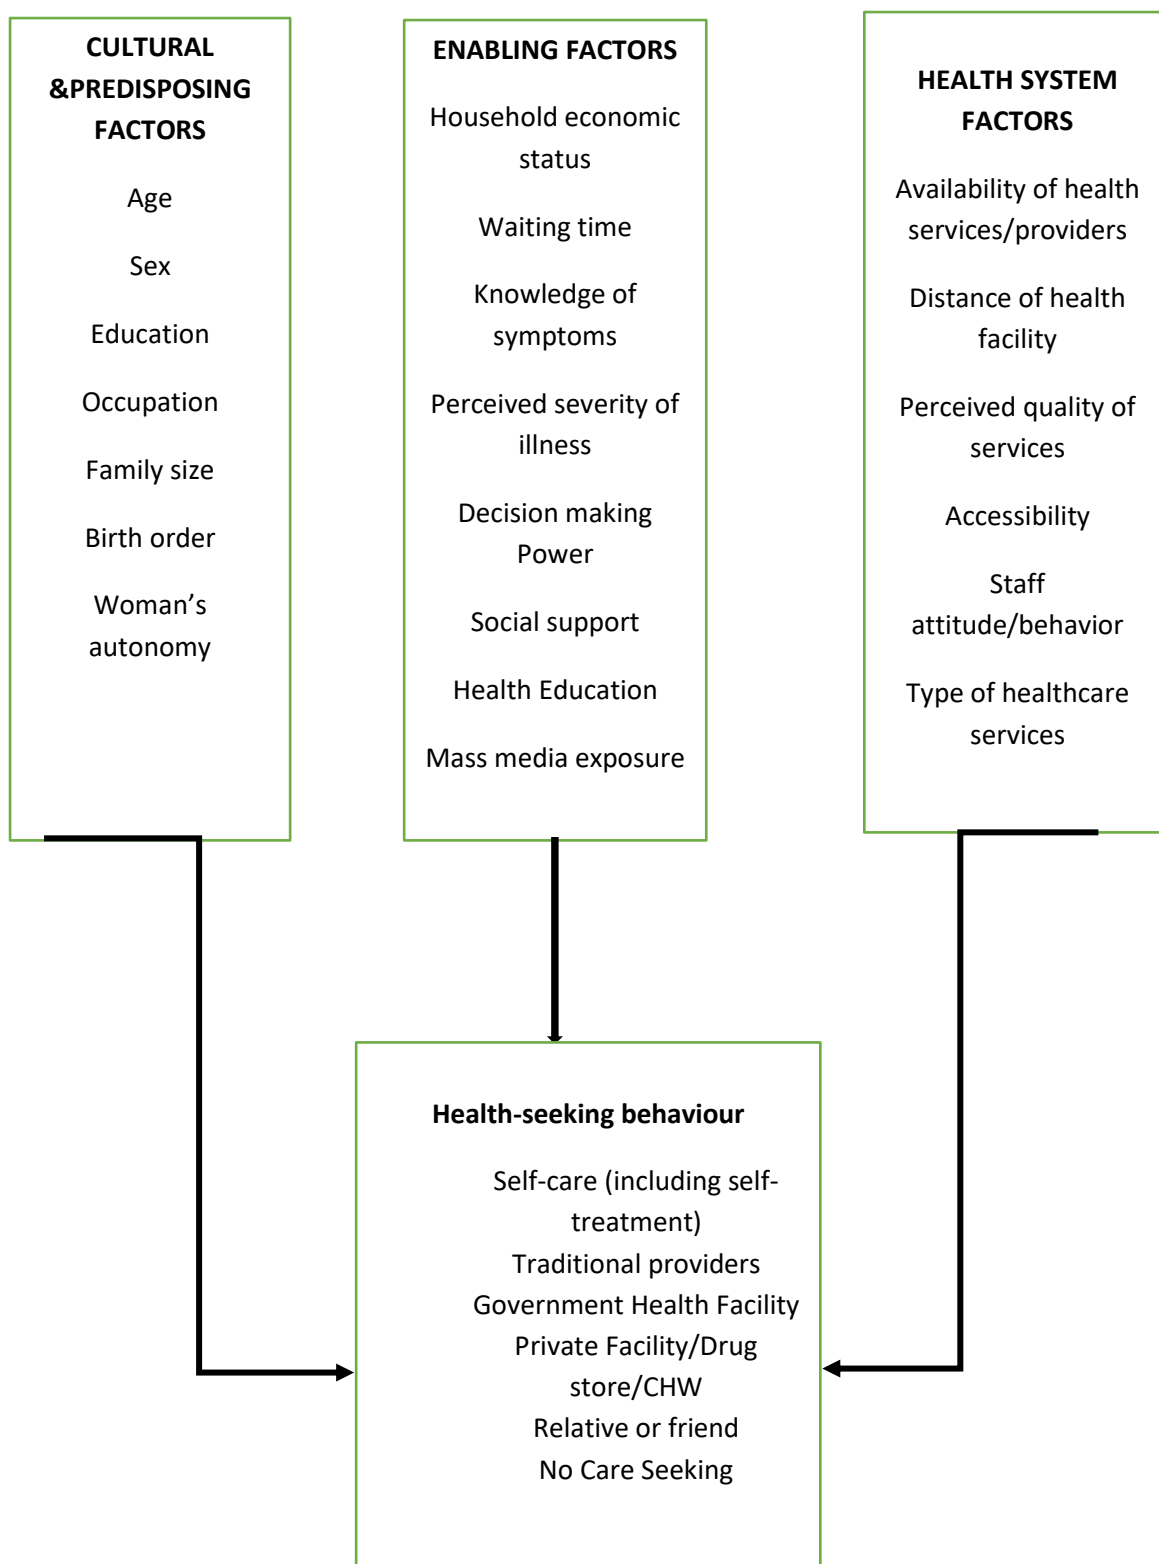 CULTURAL
&PREDISPOSING
FACTORS
Age
Sex
Education
Occupation
Family size
Birth order
Woman’s
autonomy
ENABLING FACTORS
Household economic
status
Waiting time
Knowledge of
symptoms
Perceived severity of
illness
Decision making
Power
Social support
Health Education
Mass media exposure
HEALTH SYSTEM
FACTORS
Availability of health
services/providers
Distance of health
facility
Perceived quality of
services
Accessibility
Staff
attitude/behavior
Type of healthcare
services
Health-seeking behaviour
Self-care (including self-
treatment)
Traditional providers
Government Health Facility
Private Facility/Drug
store/CHW
Relative or friend
No Care Seeking